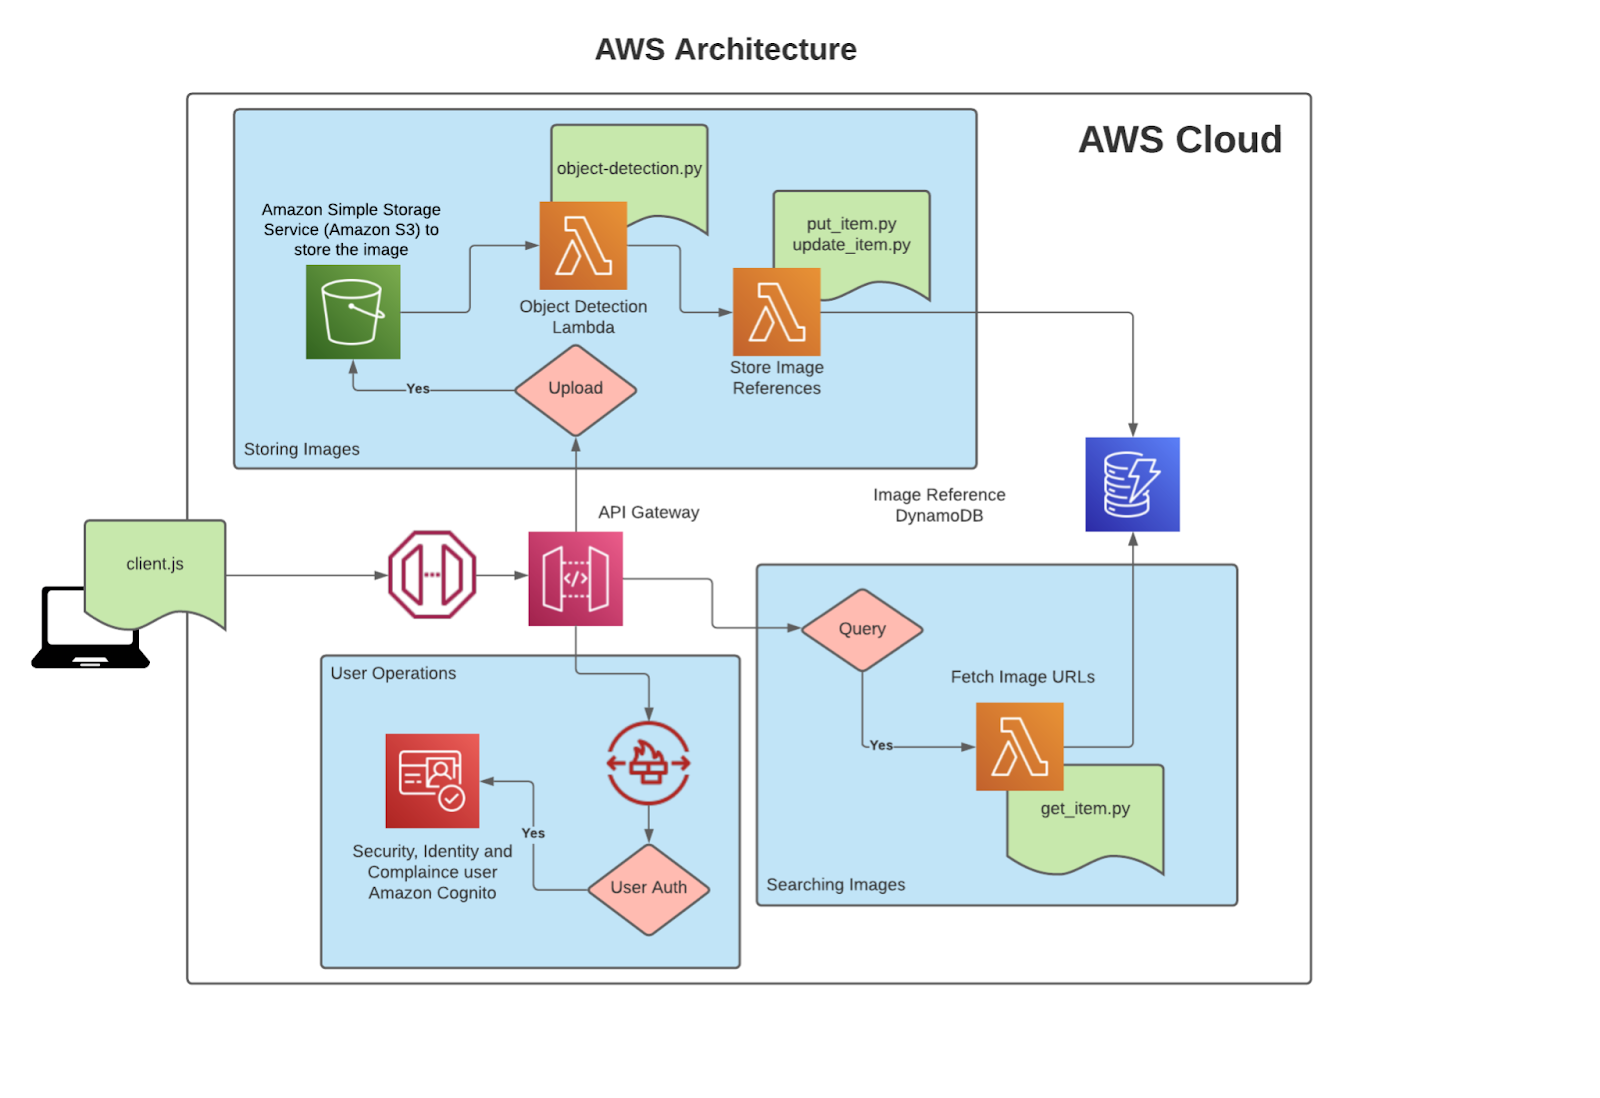 AWS Architecture
AWS Cloud
object-detection.py
Amazon Simple Storage
Service (Amazon S3) to
store the image
put_item.py
update_item.py
Object Detection
Lambda
Store Image
References
Upload
Yes
Storing Images
Image Reference
DynamoDB
API Gateway
client.js
</>
Query
User Operations
Fetch Image URLs
Yes
get_item.py
Yes
Security, Identity and
Complaince user
Amazon Cognito
User Auth
Searching Images